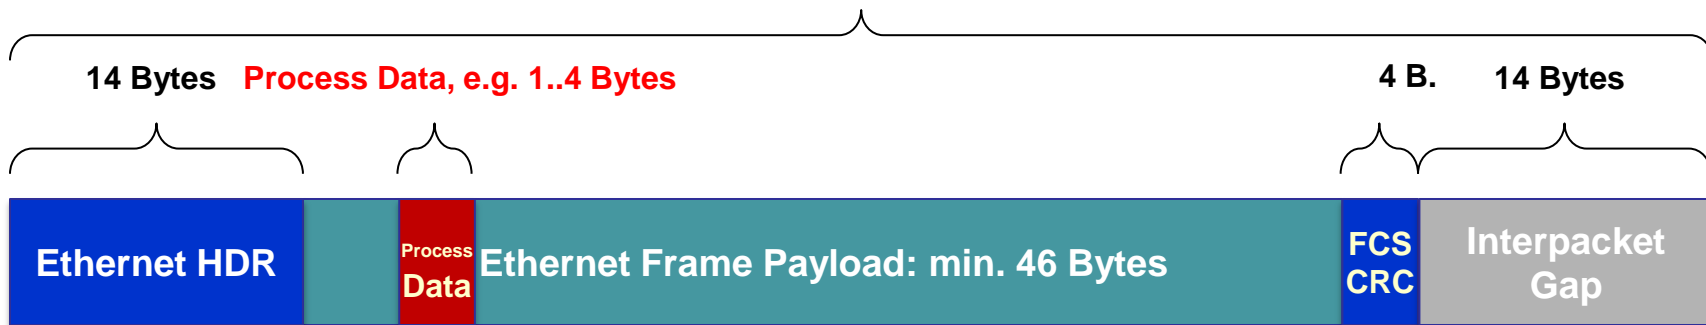 14 Bytes Process Data, e.g. 1..4 Bytes 4 B. 14 Bytes
Ethernet HDR
Process
Data
Ethernet Frame Payload: min. 46 Bytes
FCS
CRC
Interpacket
Gap